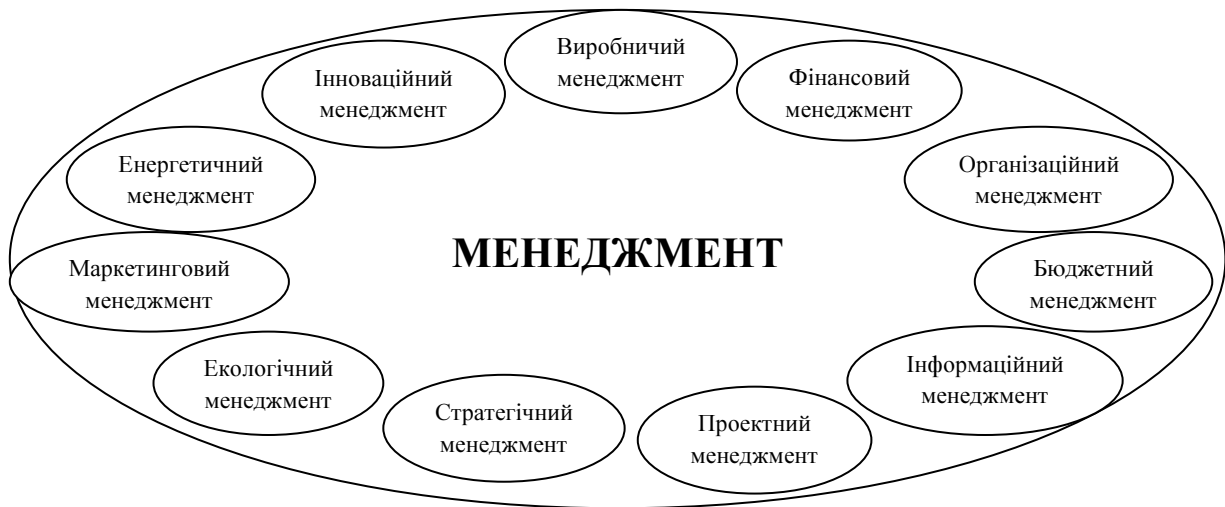 Виробничий
менеджмент
Інноваційний
менеджмент
Фінансовий
менеджмент
Енергетичний
менеджмент
Організаційний
менеджмент
МЕНЕДЖМЕНТ
Маркетинговий
менеджмент
Бюджетний
менеджмент
Екологічний
менеджмент
Інформаційний
менеджмент
Стратегічний
менеджмент
Проектний
менеджмент